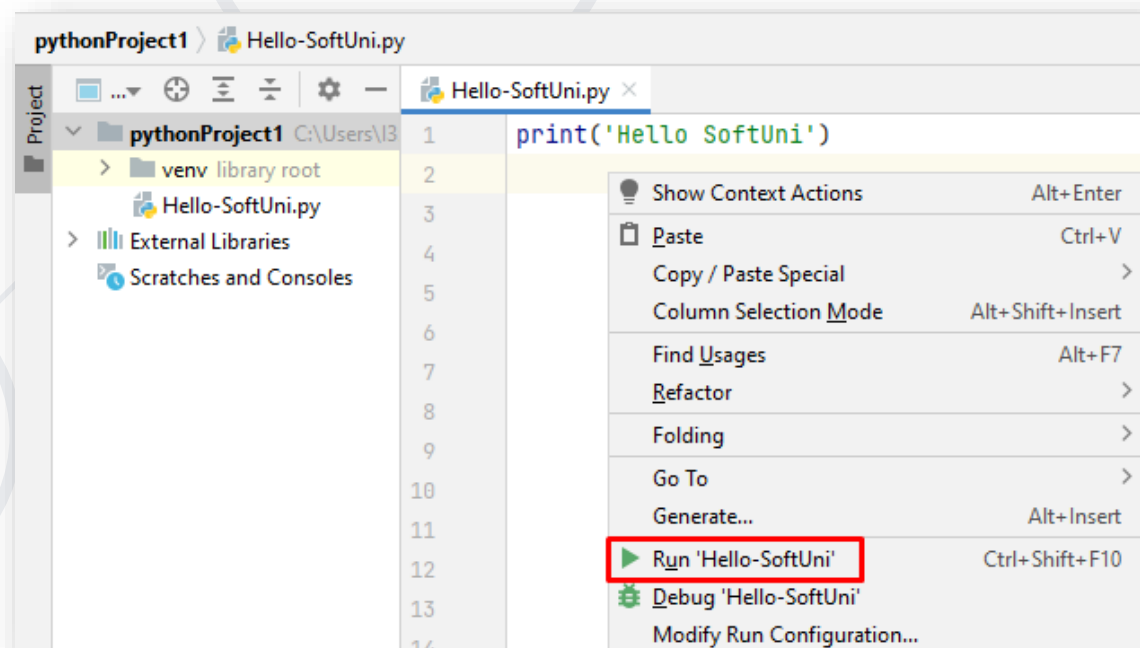 pythonProject1 Hello-SoftUni.py
Project
...
Hello-SoftUni.py
pythonProject1 C:\Users\I3
venv library root
Hello-SoftUni.py
External Libraries
Scratches and Consoles
1 print('Hello SoftUni')
2
3
4
5
6
7
8
9
10
11
12
13
14
Show Context Actions Alt+Enter
Paste Ctrl+V
Copy / Paste Special
Column Selection Mode Alt+Shift+Insert
Find Usages Alt+F7
Refactor
Folding
Go To
Generate... Alt+Insert
Run 'Hello-SoftUni' Ctrl+Shift+F10
Debug 'Hello-SoftUni'
Modify Run Configuration...